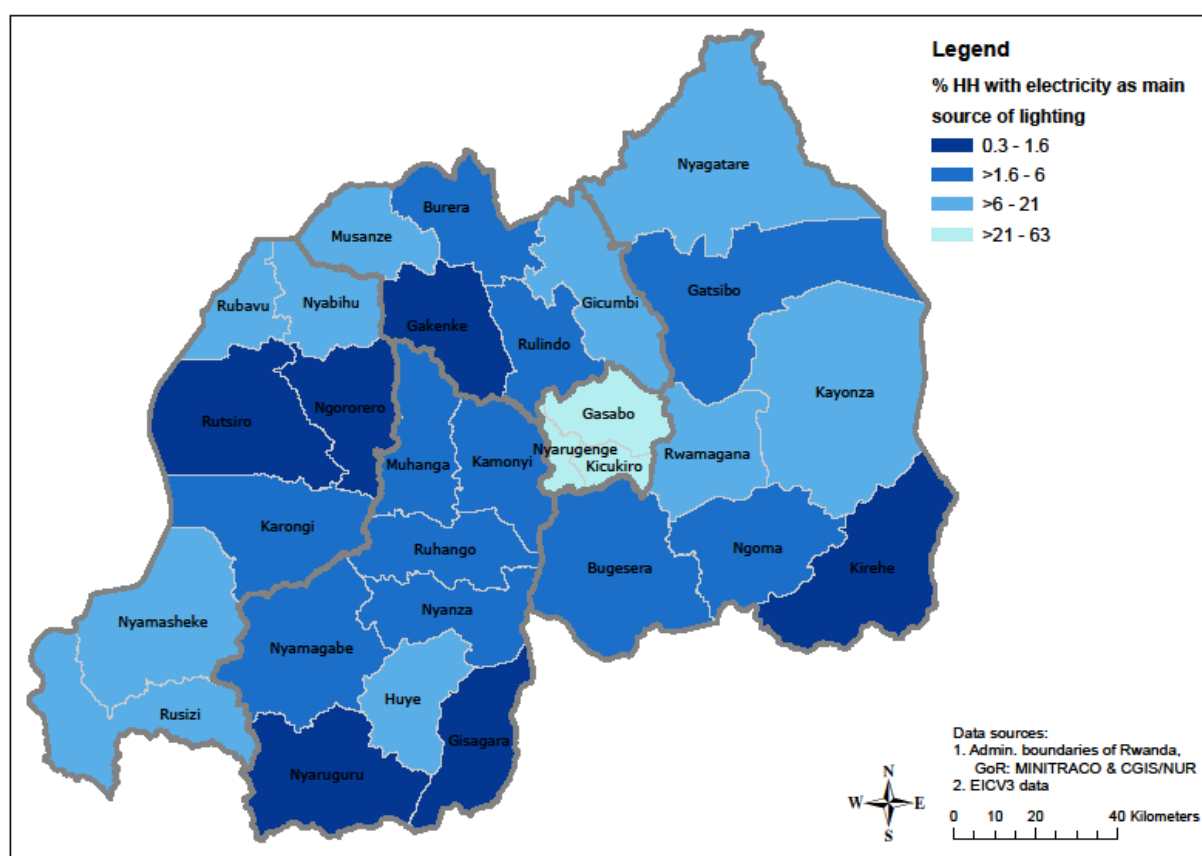 Legend
% HH with electricity as main
source of lighting
0.3 - 1.6
>1.6 - 6
>6 - 21
>21 - 63
Nyagatare
Burera
Musanze
Gatsibo
Rubavu
Nyabihu
Gicumbi
Gakenke
Rulindo
Kayonza
Gasabo
Rutsiro
Ngororero
Nyarugenge
Rwamagana
Muhanga
Kamonyi
Kicukiro
Karongi
Ruhango
Ngoma
Bugesera
Kirehe
Nyamasheke
Nyanza
Nyamagabe
Huye
Rusizi
Gisagara
Nyaruguru
Data sources:
1. Admin. boundaries of Rwanda,
GoR: MINITRACO & CGIS/NUR
2. EICV3 data
N
W E
S
0 10 20 40 Kilometers